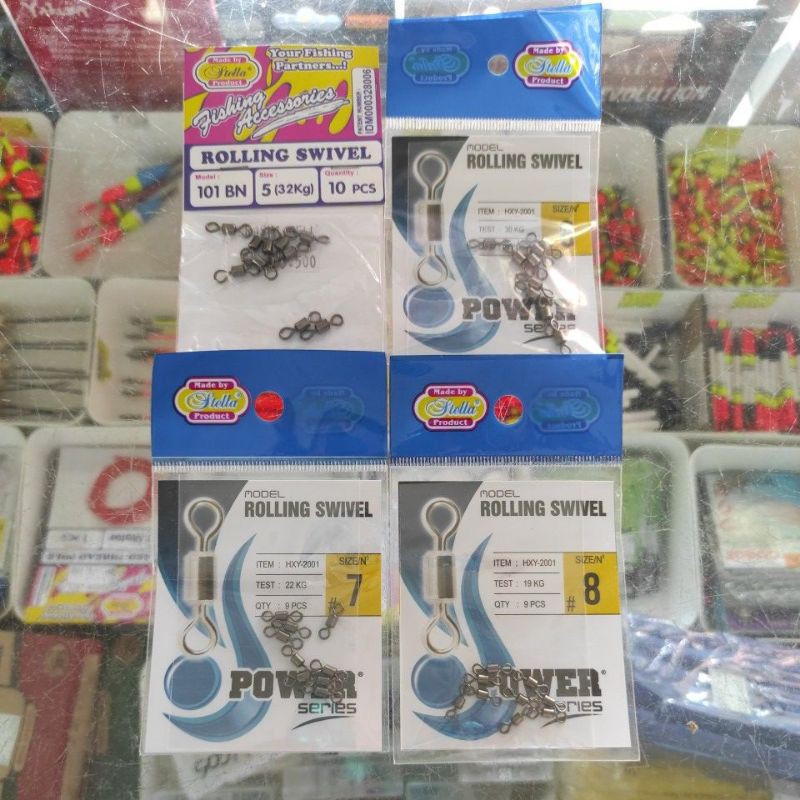 Made by
Stella
Product
Your Fishing
Partners...!
Fishing
Accessories
PATENT NUMBER
IDM000328006
ROLLING SWIVEL
Model :
101 BN
Size :
5 (32Kg)
Quantity :
10 PCS
500
Made by
Stella
Product
MODEL
ROLLING SWIVEL
ITEM : HXY-2001
SIZE/N°
TEST : 30 KG
POWER®
series
Made by
Stella
Product
MODEL
ROLLING SWIVEL
ITEM : HXY-2001
SIZE/N°
TEST : 22 KG
QTY : 9 PCS
#7
POWER®
series
Made by
Stella
Product
MODEL
ROLLING SWIVEL
ITEM : HXY-2001
SIZE/N°
TEST : 19 KG
QTY : 9 PCS
#8
POWER®
series